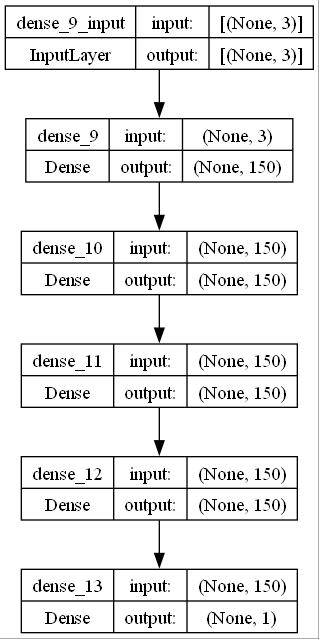 dense_9_input input: [(None, 3)]
InputLayer output: [(None, 3)]
dense_9 input: (None, 3)
Dense output: (None, 150)
dense_10 input: (None, 150)
Dense output: (None, 150)
dense_11 input: (None, 150)
Dense output: (None, 150)
dense_12 input: (None, 150)
Dense output: (None, 150)
dense_13 input: (None, 150)
Dense output: (None, 1)